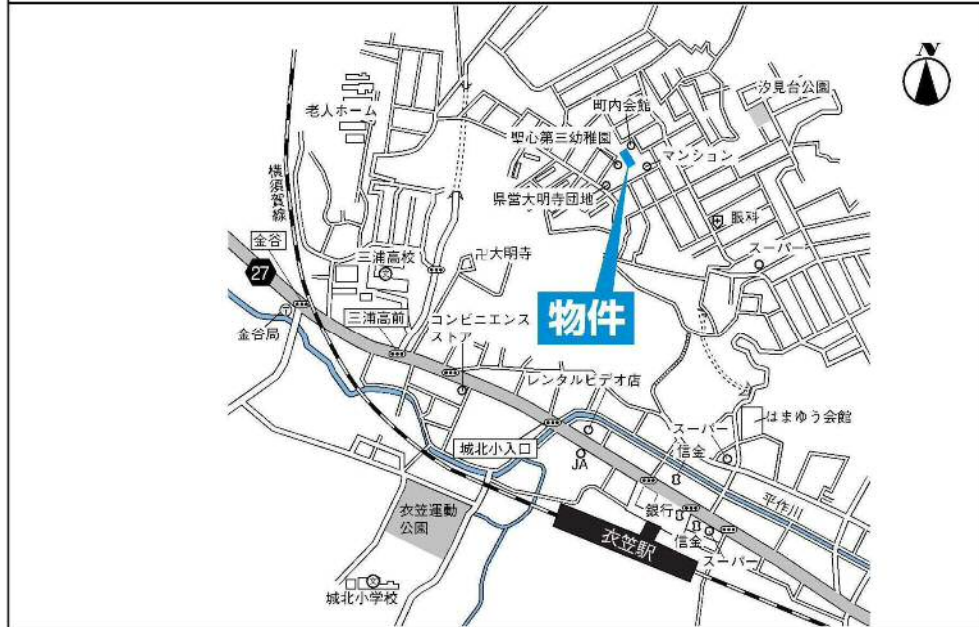 N
汐見台公園
町内会館
老人ホーム
聖心第三幼稚園
マンション
横須賀線
県営大明寺団地
眼科
金谷
スーパー
三浦高校
文
卍大明寺
27
物件
金谷局
三浦高前
コンビニエンス
ストア
レンタルビデオ店
はまゆう会館
スーパー
城北小入口
信金
JA
平作川
衣笠運動
公園
銀行
衣笠駅
信金
スーパー
文
城北小学校